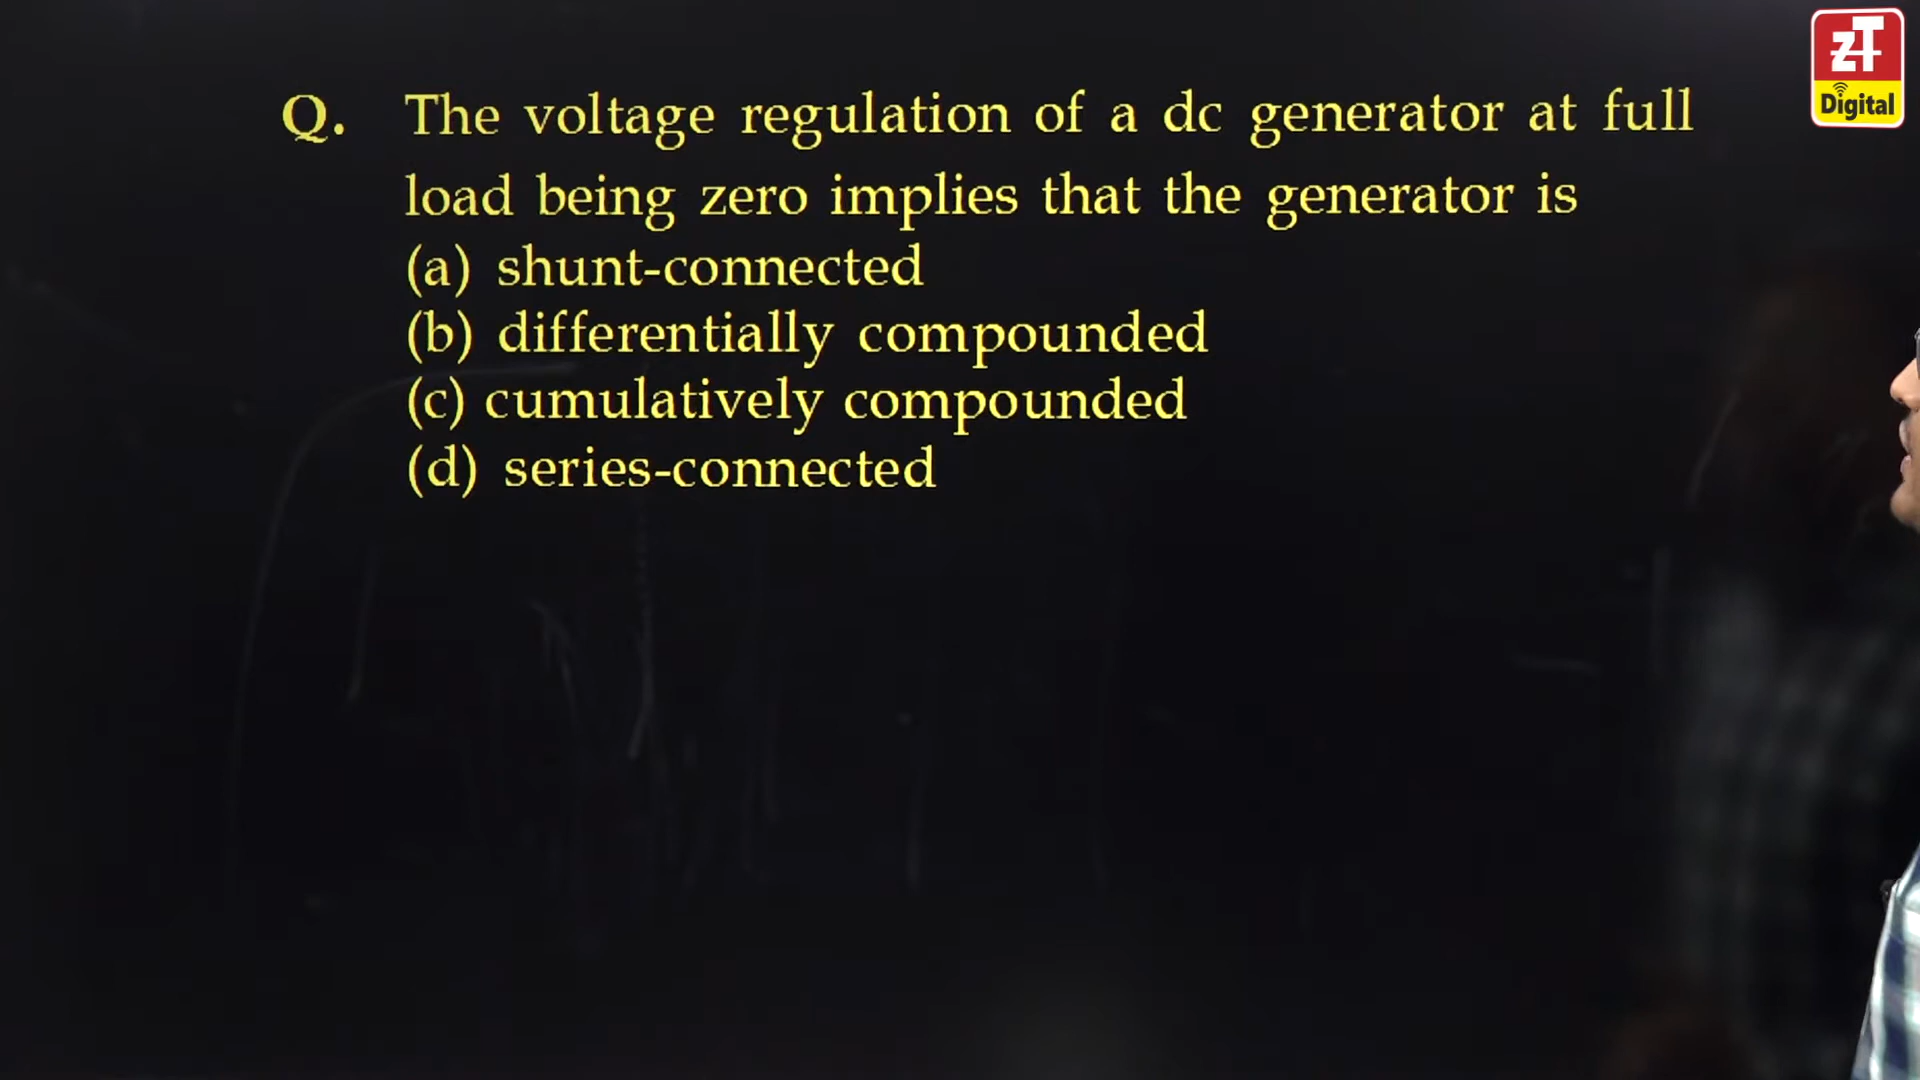 zT
Digital
Q. The voltage regulation of a dc generator at full
load being zero implies that the generator is
(a) shunt-connected
(b) differentially compounded
(c) cumulatively compounded
(d) series-connected